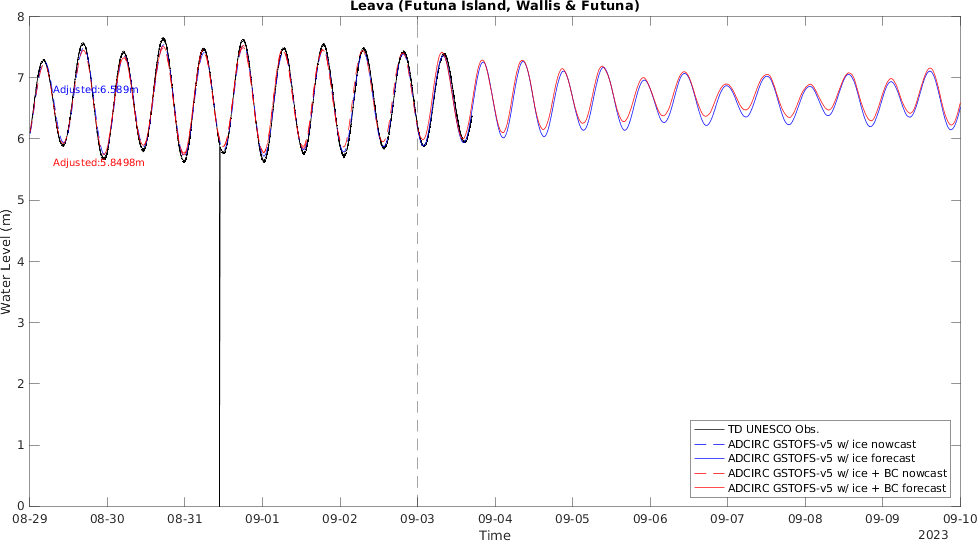 Leava (Futuna Island, Wallis & Futuna)
8
7
6
5
4
3
2
1
0
Water Level (m)
Adjusted:6.589m
Adjusted:5.8498m
TD UNESCO Obs.
ADCIRC GSTOFS-v5 w/ ice nowcast
ADCIRC GSTOFS-v5 w/ ice forecast
ADCIRC GSTOFS-v5 w/ ice + BC nowcast
ADCIRC GSTOFS-v5 w/ ice + BC forecast
08-29 08-30 08-31 09-01 09-02 09-03 09-04 09-05 09-06 09-07 09-08 09-09 09-10
Time
2023